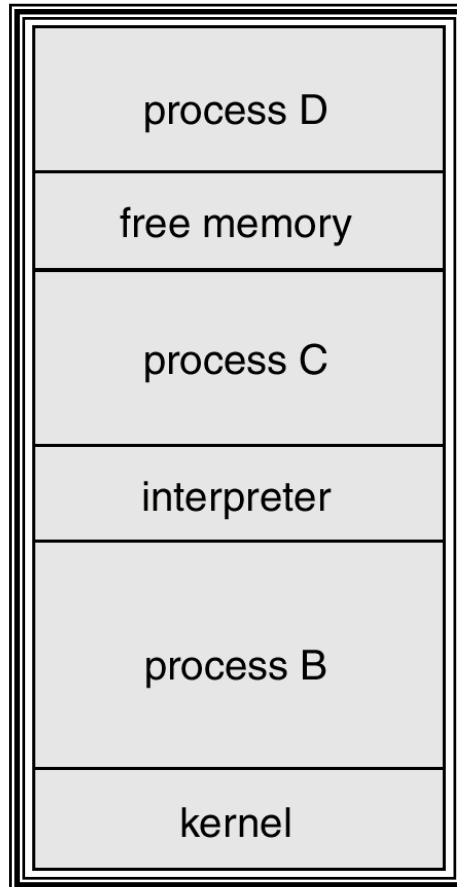 process D
free memory
process C
interpreter
process B
kernel